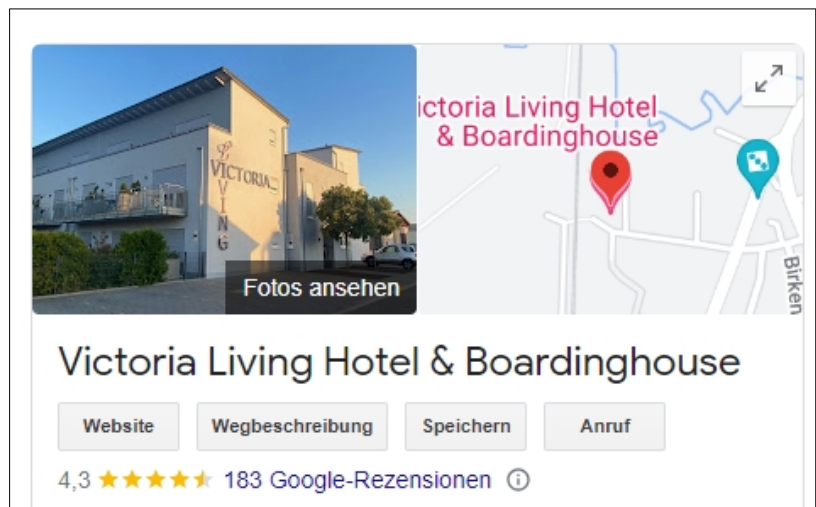 VICTORIA
LIVING
Fotos ansehen
ictoria Living Hotel
& Boardinghouse
Birken
Victoria Living Hotel & Boardinghouse
Website
Wegbeschreibung
Speichern
Anruf
4,3 183 Google-Rezensionen